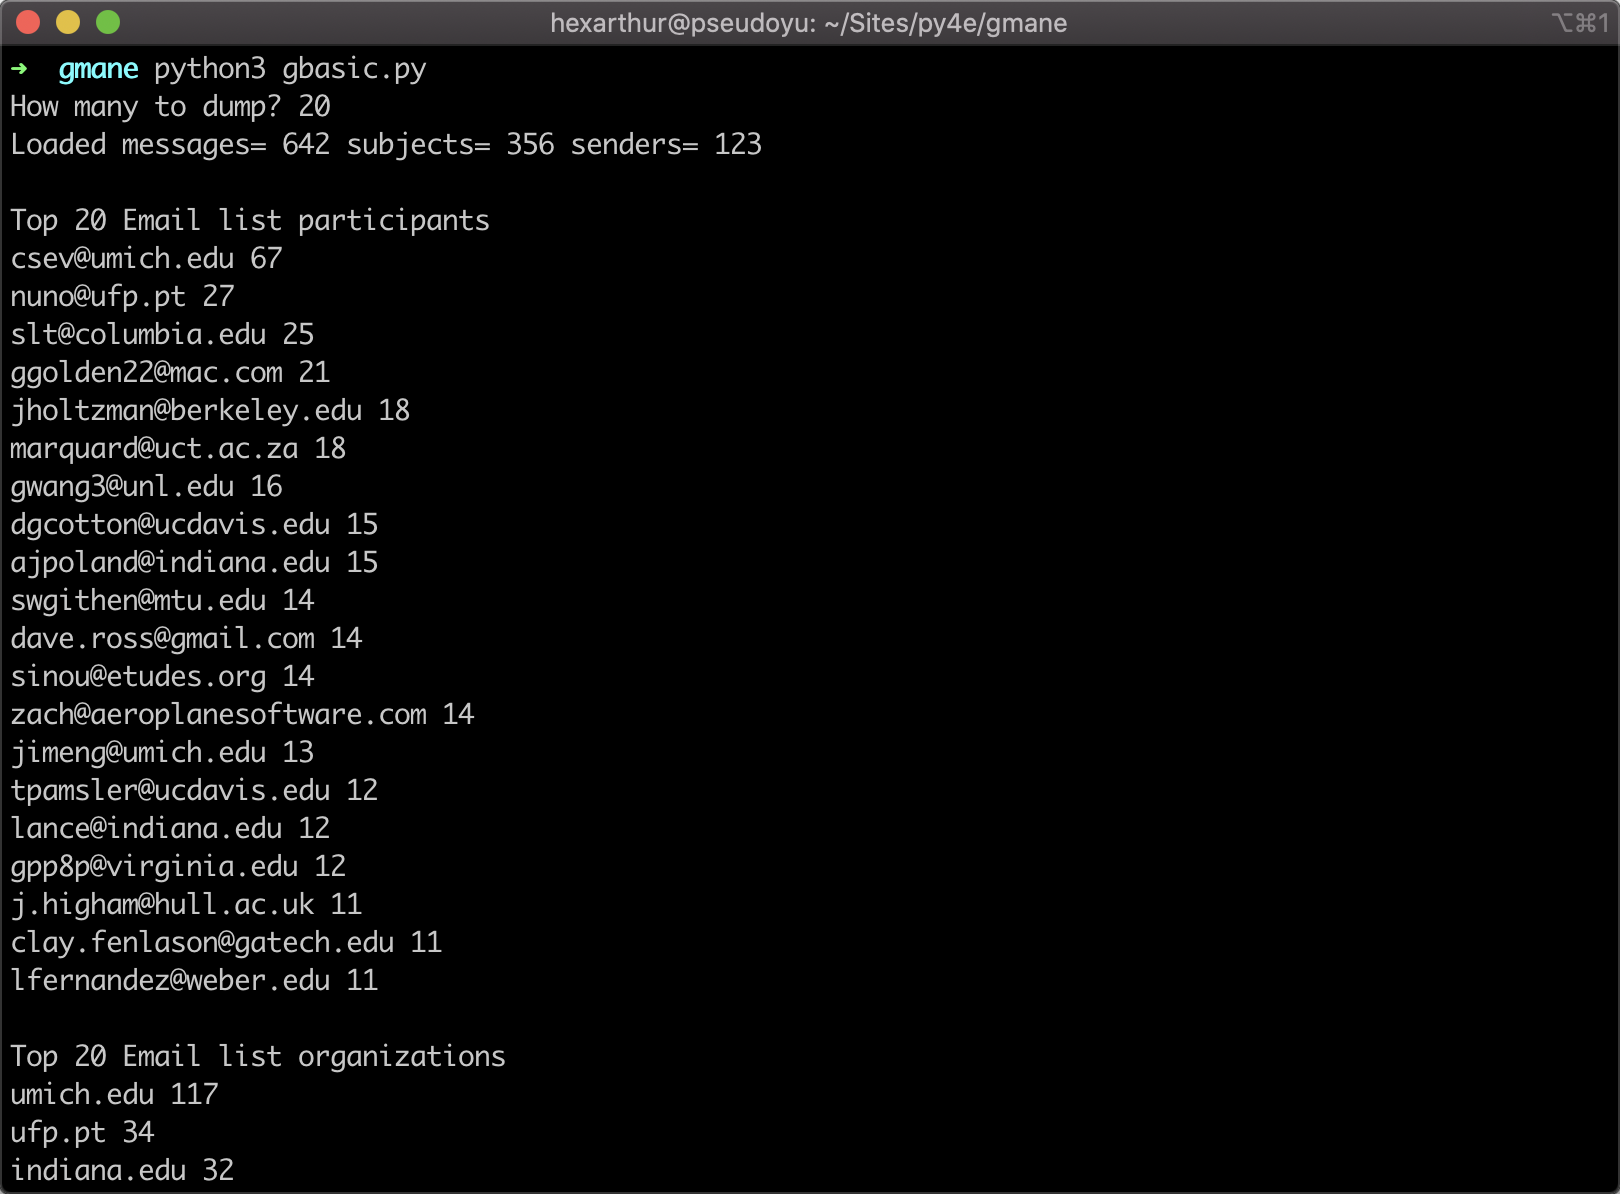 hexarthur@pseudoyu: ~/Sites/py4e/gmane ⌥⌘1
➜ gmane python3 gbasic.py
How many to dump? 20
Loaded messages= 642 subjects= 356 senders= 123
Top 20 Email list participants
csev@umich.edu 67
nuno@ufp.pt 27
slt@columbia.edu 25
ggolden22@mac.com 21
jholtzman@berkeley.edu 18
marquard@uct.ac.za 18
gwang3@unl.edu 16
dgcotton@ucdavis.edu 15
ajpoland@indiana.edu 15
swgithen@mtu.edu 14
dave.ross@gmail.com 14
sinou@etudes.org 14
zach@aeroplanesoftware.com 14
jimeng@umich.edu 13
tpamsler@ucdavis.edu 12
lance@indiana.edu 12
gpp8p@virginia.edu 12
j.higham@hull.ac.uk 11
clay.fenlason@gatech.edu 11
lfernandez@weber.edu 11
Top 20 Email list organizations
umich.edu 117
ufp.pt 34
indiana.edu 32